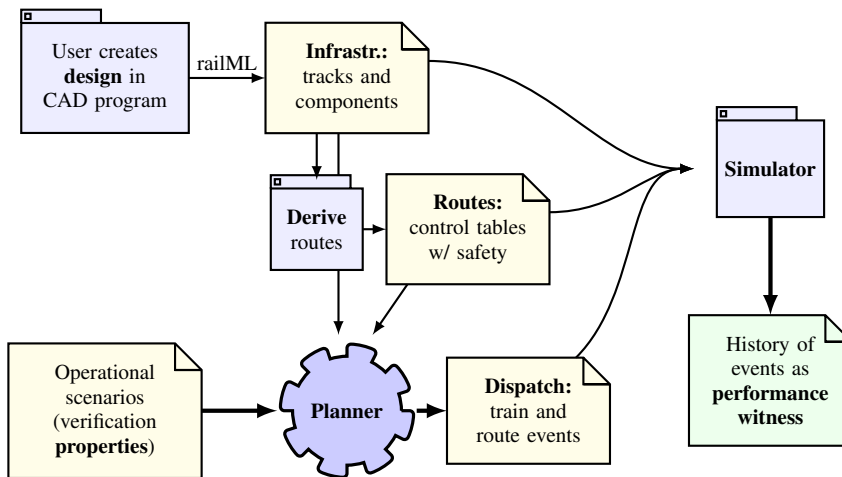 User creates
design in
CAD program
railML
Infrastr.:
tracks and
components
Derive
routes
Routes:
control tables
w/ safety
Simulator
Operational
scenarios
(verification
properties)
Planner
Dispatch:
train and
route events
History of
events as
performance
witness